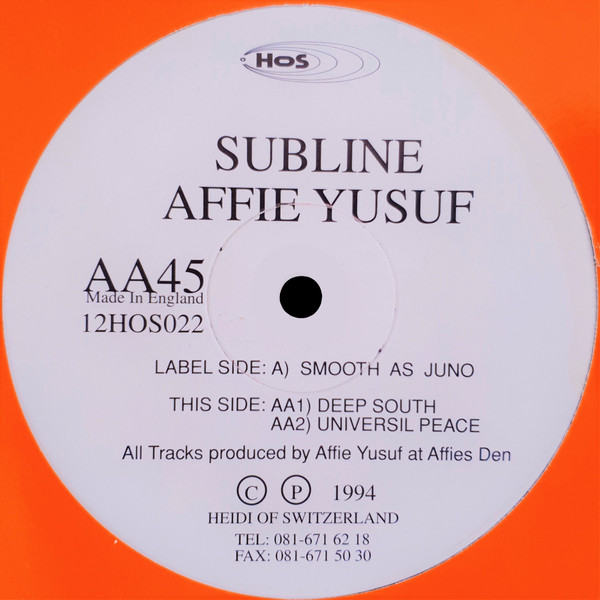 HOS
SUBLINE
AFFIE YUSUF
AA45
Made In England
12HOS022
LABEL SIDE: A) SMOOTH AS JUNO
THIS SIDE: AA1) DEEP SOUTH
AA2) UNIVERSIL PEACE
All Tracks produced by Affie Yusuf at Affies Den
© ℗ 1994
HEIDI OF SWITZERLAND
TEL: 081-671 62 18
FAX: 081-671 50 30